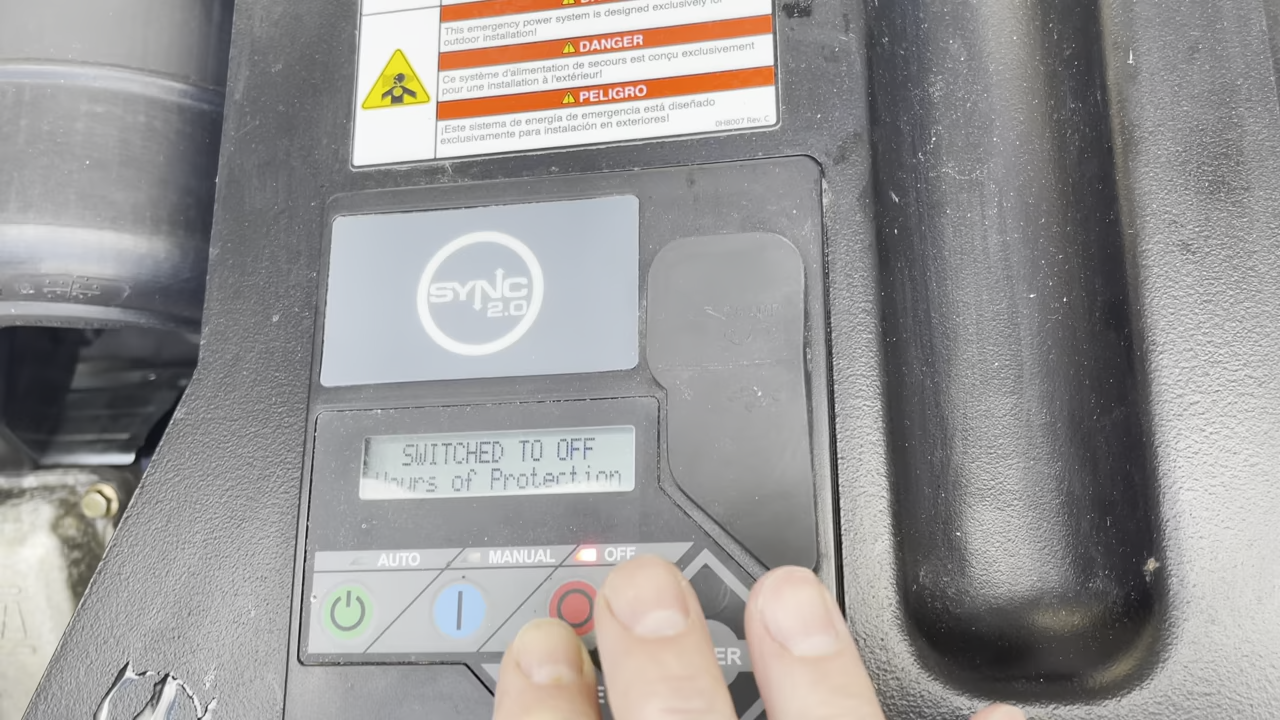 This emergency power system is designed exclusively for
outdoor installation!
DANGER
Ce système d'alimentation de secours est conçu exclusivement
pour une installation à l'extérieur!
PELIGRO
¡Este sistema de energía de emergencia está diseñado
exclusivamente para instalación en exteriores!
0H8007 Rev. C
SYNC
2.0
SWITCHED TO OFF
Hours of Protection
AUTO
MANUAL
OFF